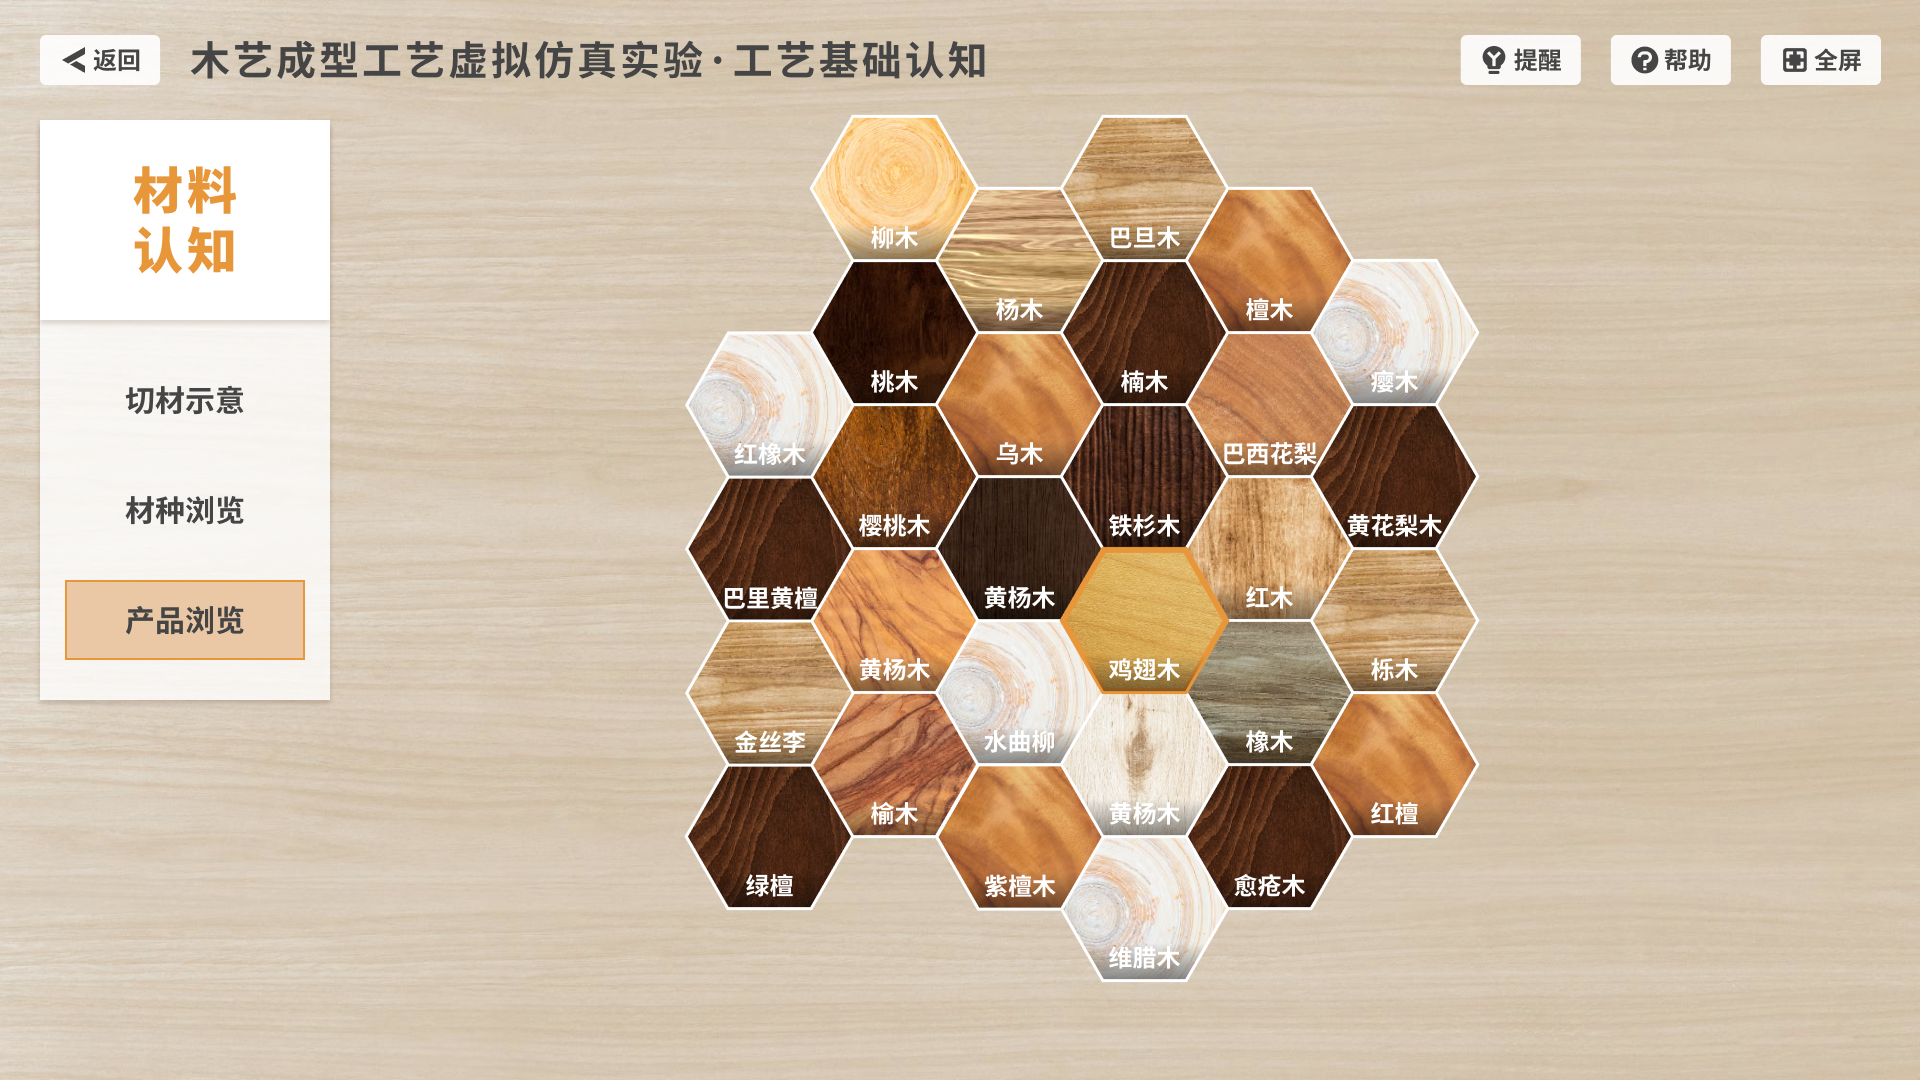 返回
木艺成型工艺虚拟仿真实验·工艺基础认知
提醒
帮助
全屏
材料
认知
切材示意
材种浏览
产品浏览
柳木
巴旦木
杨木
檀木
桃木
楠木
瘿木
红橡木
乌木
巴西花梨
樱桃木
铁杉木
黄花梨木
巴里黄檀
黄杨木
红木
黄杨木
鸡翅木
栎木
金丝李
水曲柳
橡木
榆木
黄杨木
红檀
绿檀
紫檀木
愈疮木
维腊木